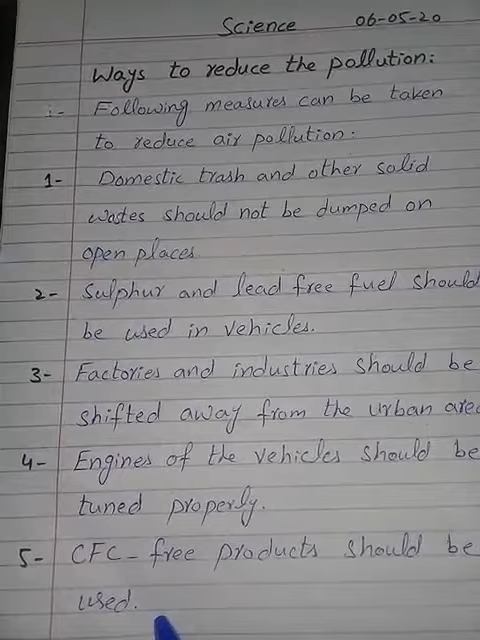 Science 06-05-20
Ways to reduce the pollution:
:- Following measures can be taken
to reduce air pollution:
1- Domestic trash and other solid
wastes should not be dumped on
open places.
2- Sulphur and lead free fuel should
be used in vehicles.
3- Factories and industries should be
shifted away from the urban area
4- Engines of the vehicles should be
tuned properly.
5- CFC-free products should be
used.